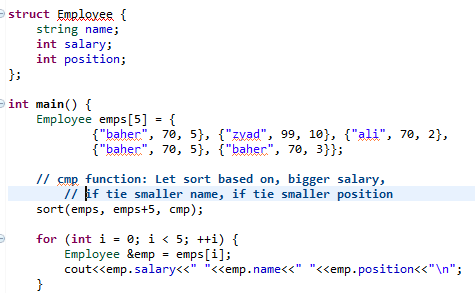 struct Employee {
string name;
int salary;
int position;
};
int main() {
Employee emps[5] = {
{"baher", 70, 5}, {"zyad", 99, 10}, {"ali", 70, 2},
{"baher", 70, 5}, {"baher", 70, 3}};
// cmp function: Let sort based on, bigger salary,
// if tie smaller name, if tie smaller position
sort(emps, emps+5, cmp);
for (int i = 0; i < 5; ++i) {
Employee &emp = emps[i];
cout<<emp.salary<<" "<<emp.name<<" "<<emp.position<<"\n";
}